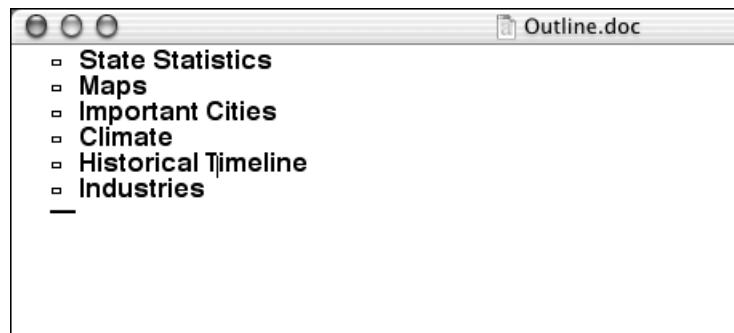 Outline.doc
State Statistics
Maps
Important Cities
Climate
Historical Timeline
Industries